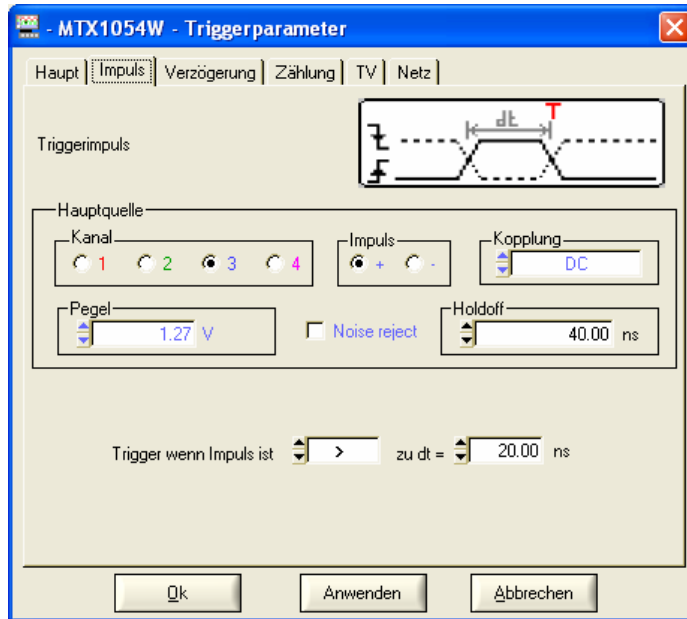 - MTX1054W - Triggerparameter
Haupt Impuls Verzögerung Zählung TV Netz
Triggerimpuls
dt T
Hauptquelle
Kanal Impuls Kopplung
1 2 3 4 + - DC
Pegel Holdoff
1.27 V Noise reject 40.00 ns
Trigger wenn Impuls ist > zu dt = 20.00 ns
Ok Anwenden Abbrechen